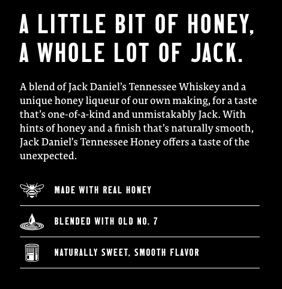 A LITTLE BIT OF HONEY,
A WHOLE LOT OF JACK.
A blend of Jack Daniel's Tennessee Whiskey and a
unique honey liqueur of our own making, for a taste
that's one-of-a-kind and unmistakably Jack. With
hints of honey and a finish that's naturally smooth,
Jack Daniel's Tennessee Honey offers a taste of the
unexpected.
MADE WITH REAL HONEY
BLENDED WITH OLD NO. 7
NATURALLY SWEET, SMOOTH FLAVOR